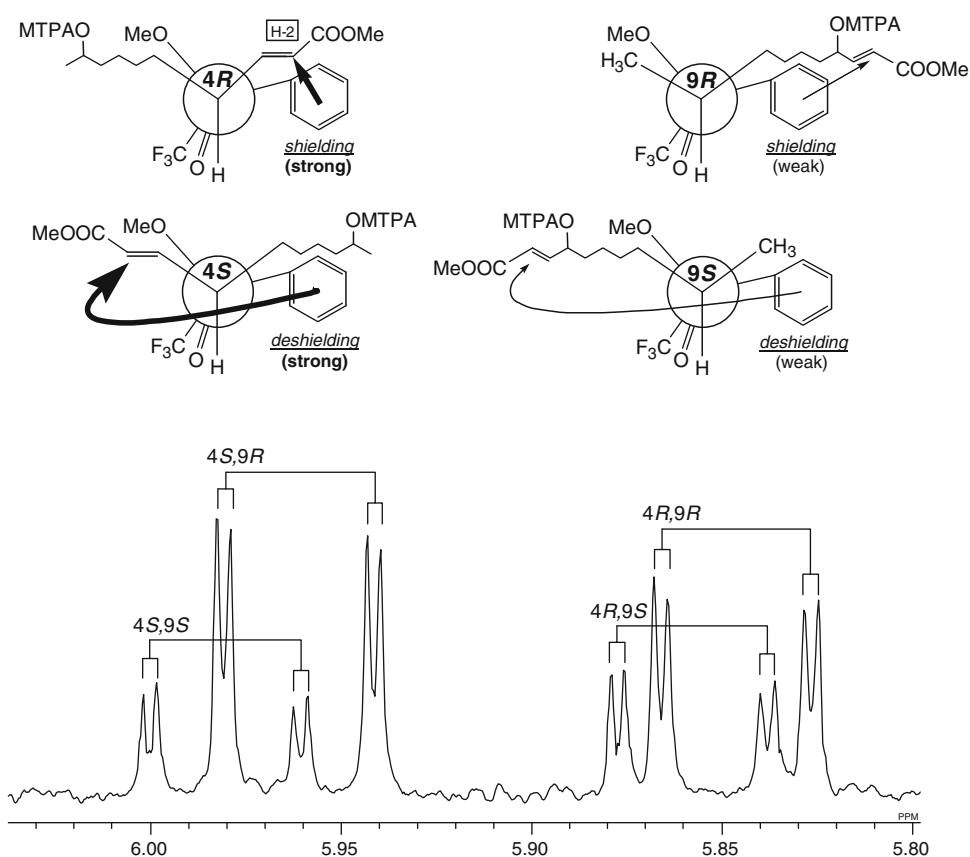 MTPAO
MeO
H-2
COOMe
4R
F3C
O
H
shielding
(strong)
MeO
H3C
OMTPA
COOMe
9R
F3C
O
H
shielding
(weak)
MeOOC
MeO
OMTPA
4S
F3C
O
H
deshielding
(strong)
MTPAO
MeO
CH3
MeOOC
9S
F3C
O
H
deshielding
(weak)
4S,9R
4R,9R
4S,9S
4R,9S
PPM
6.00 5.95 5.90 5.85 5.80